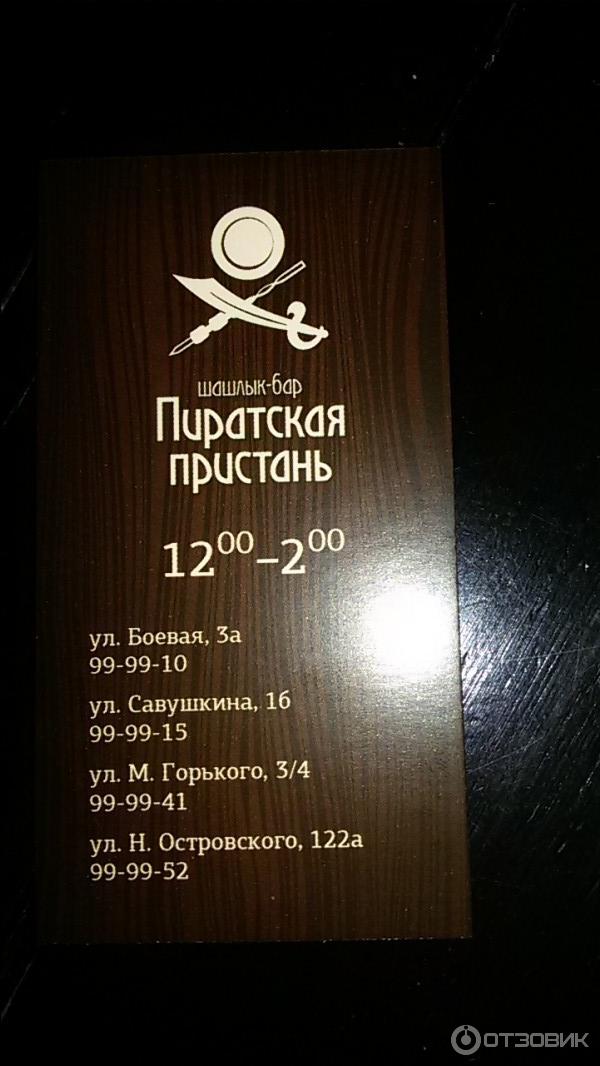 шашлык-бар
Пиратская
пристань
12⁰⁰–2⁰⁰
ул. Боевая, 3а
99-99-10
ул. Савушкина, 16
99-99-15
ул. М. Горького, 3/4
99-99-41
ул. Н. Островского, 122а
99-99-52
ОТЗОВИК